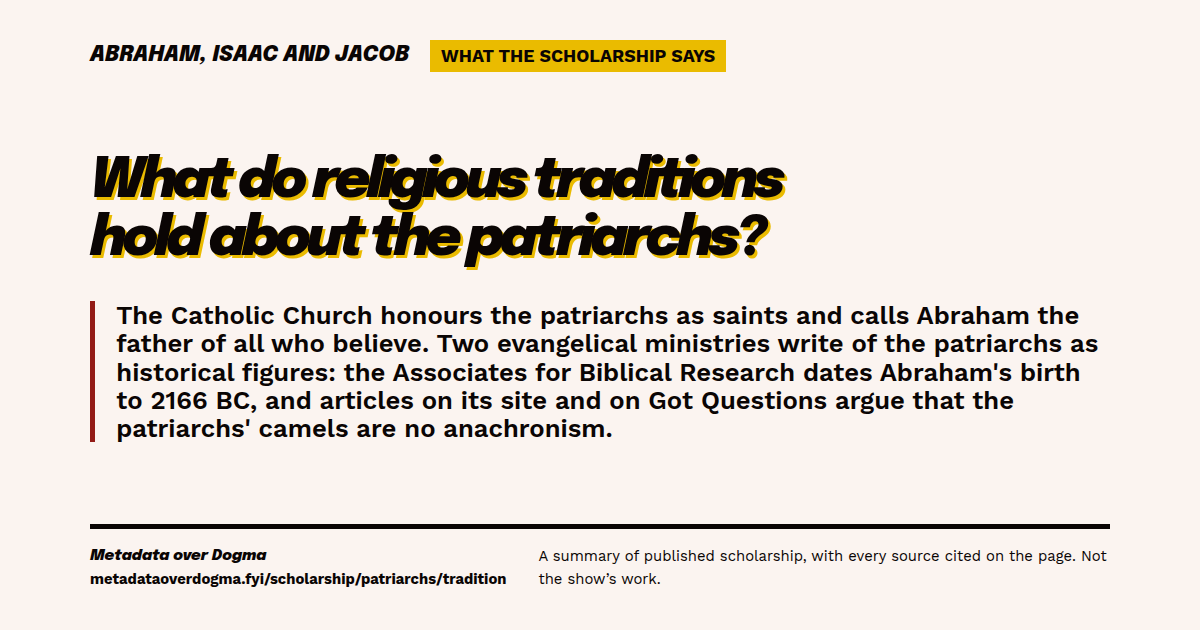 ABRAHAM, ISAAC AND JACOB
WHAT THE SCHOLARSHIP SAYS
What do religious traditions
hold about the patriarchs?
The Catholic Church honours the patriarchs as saints and calls Abraham the
father of all who believe. Two evangelical ministries write of the patriarchs as
historical figures: the Associates for Biblical Research dates Abraham's birth
to 2166 BC, and articles on its site and on Got Questions argue that the
patriarchs' camels are no anachronism.
Metadata over Dogma
metadataoverdogma.fyi/scholarship/patriarchs/tradition
A summary of published scholarship, with every source cited on the page. Not
the show’s work.